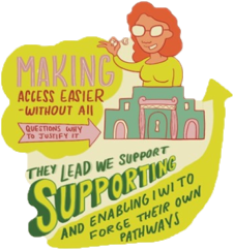 MAKING
ACCESS EASIER
-WITHOUT All
QUESTIONS WHY
TO JUSTIFY IT
THEY LEAD WE SUPPORT
SUPPORTING
AND ENABLING IWI TO
FORGE THEIR OWN
PATHWAYS